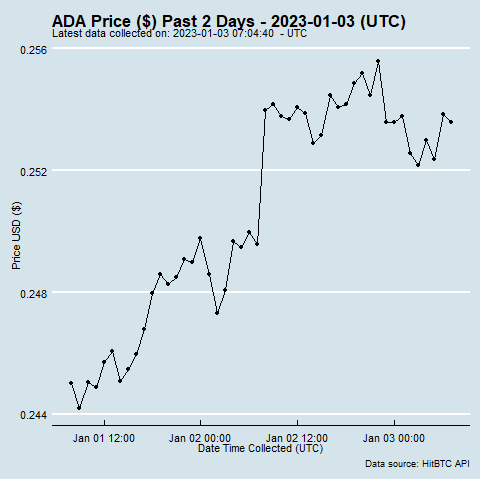 ADA Price ($) Past 2 Days - 2023-01-03 (UTC)
Latest data collected on: 2023-01-03 07:04:40  - UTC
0.256
0.252
0.248
0.244
Price USD ($)
Jan 01 12:00 Jan 02 00:00 Jan 02 12:00 Jan 03 00:00
Date Time Collected (UTC)
Data source: HitBTC API